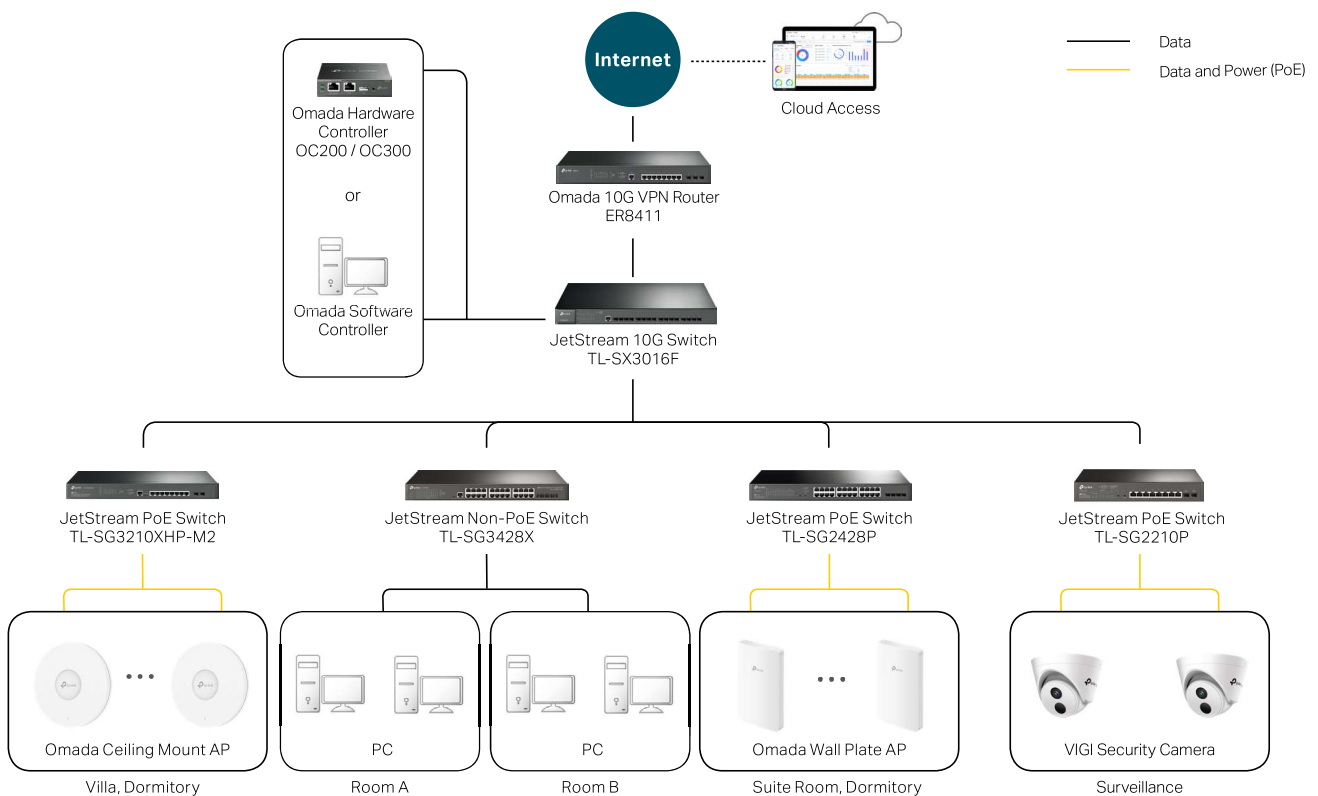 Internet
Cloud Access
Data
Data and Power (PoE)
Omada Hardware
Controller
OC200 / OC300
or
Omada Software
Controller
Omada 10G VPN Router
ER8411
JetStream 10G Switch
TL-SX3016F
JetStream PoE Switch
TL-SG3210XHP-M2
JetStream Non-PoE Switch
TL-SG3428X
JetStream PoE Switch
TL-SG2428P
JetStream PoE Switch
TL-SG2210P
Omada Ceiling Mount AP
PC
PC
Omada Wall Plate AP
VIGI Security Camera
Villa, Dormitory
Room A
Room B
Suite Room, Dormitory
Surveillance